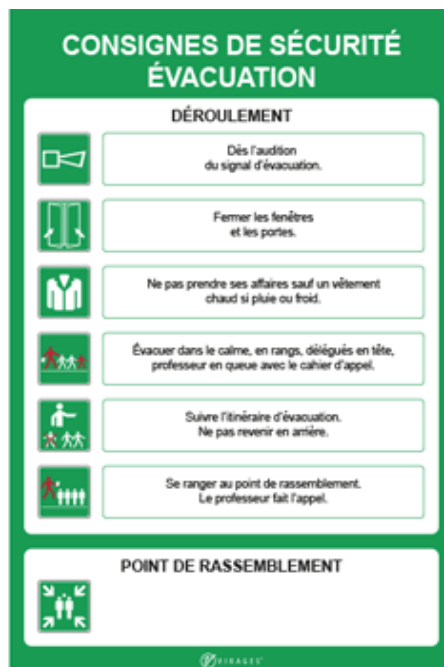 CONSIGNES DE SÉCURITÉ
ÉVACUATION
DÉROULEMENT
Dès l'audition
du signal d'évacuation.
Fermer les fenêtres
et les portes.
Ne pas prendre ses affaires sauf un vêtement
chaud si pluie ou froid.
Évacuer dans le calme, en rangs, délégués en tête,
professeur en queue avec le cahier d'appel.
Suivre l'itinéraire d'évacuation.
Ne pas revenir en arrière.
Se ranger au point de rassemblement.
Le professeur fait l'appel.
POINT DE RASSEMBLEMENT
VIRAGES